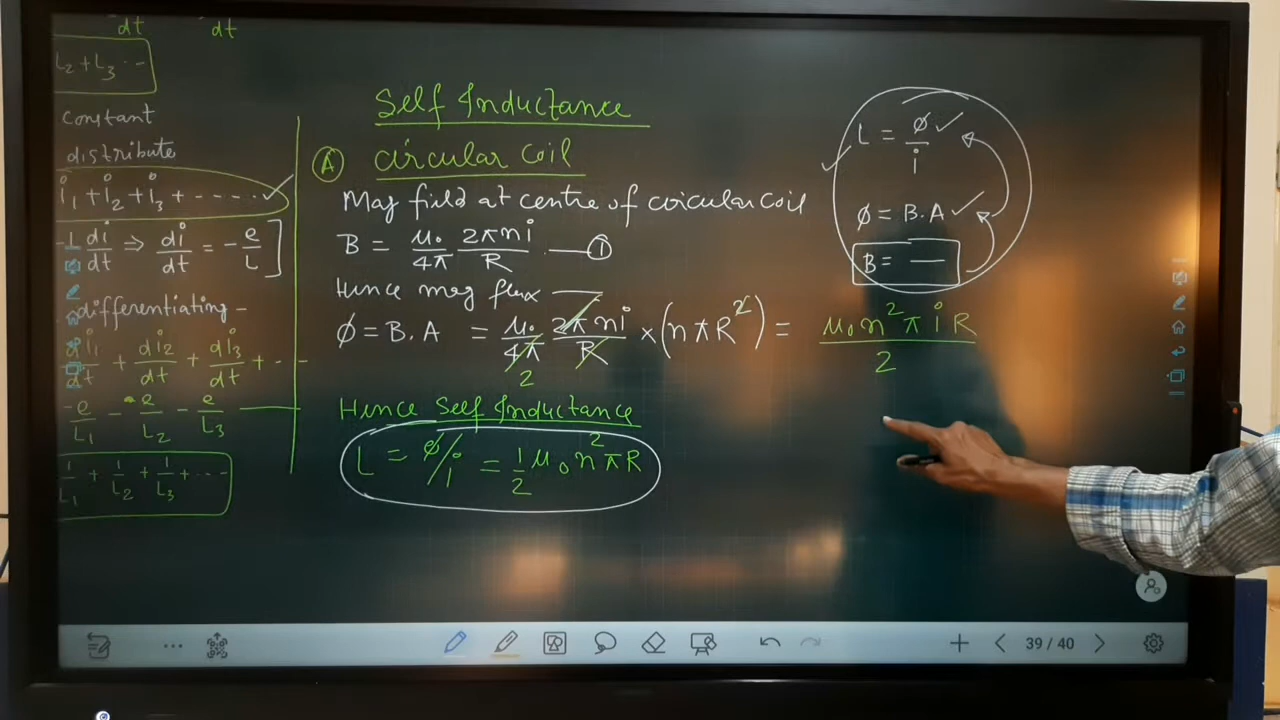 dt dt
L₂ + L₃ ·· –
constant
distribute
i₁ + i₂ + i₃ + - - - - ·· ✓
-L di/dt ⇒ di/dt = - e/L ]
differentiating -
di₁/dt + di₂/dt + di₃/dt + ·· –
-e/L₁ - e/L₂ - e/L₃
1/L₁ + 1/L₂ + 1/L₃ + ·· –
Self Inductance
(A) circular coil
Mag field at centre of coircular coil
B = μ₀/4π 2πni/R —①
Hence mag flux
ϕ = B.A = μ₀/4π 2πni/R × (nπR²) = μ₀n²πiR/2
2
Hence Self Inductance
L = ϕ/i = 1/2 μ₀n²πR
L = ϕ/i ✓
ϕ = B.A ✓
B = —
39 / 40